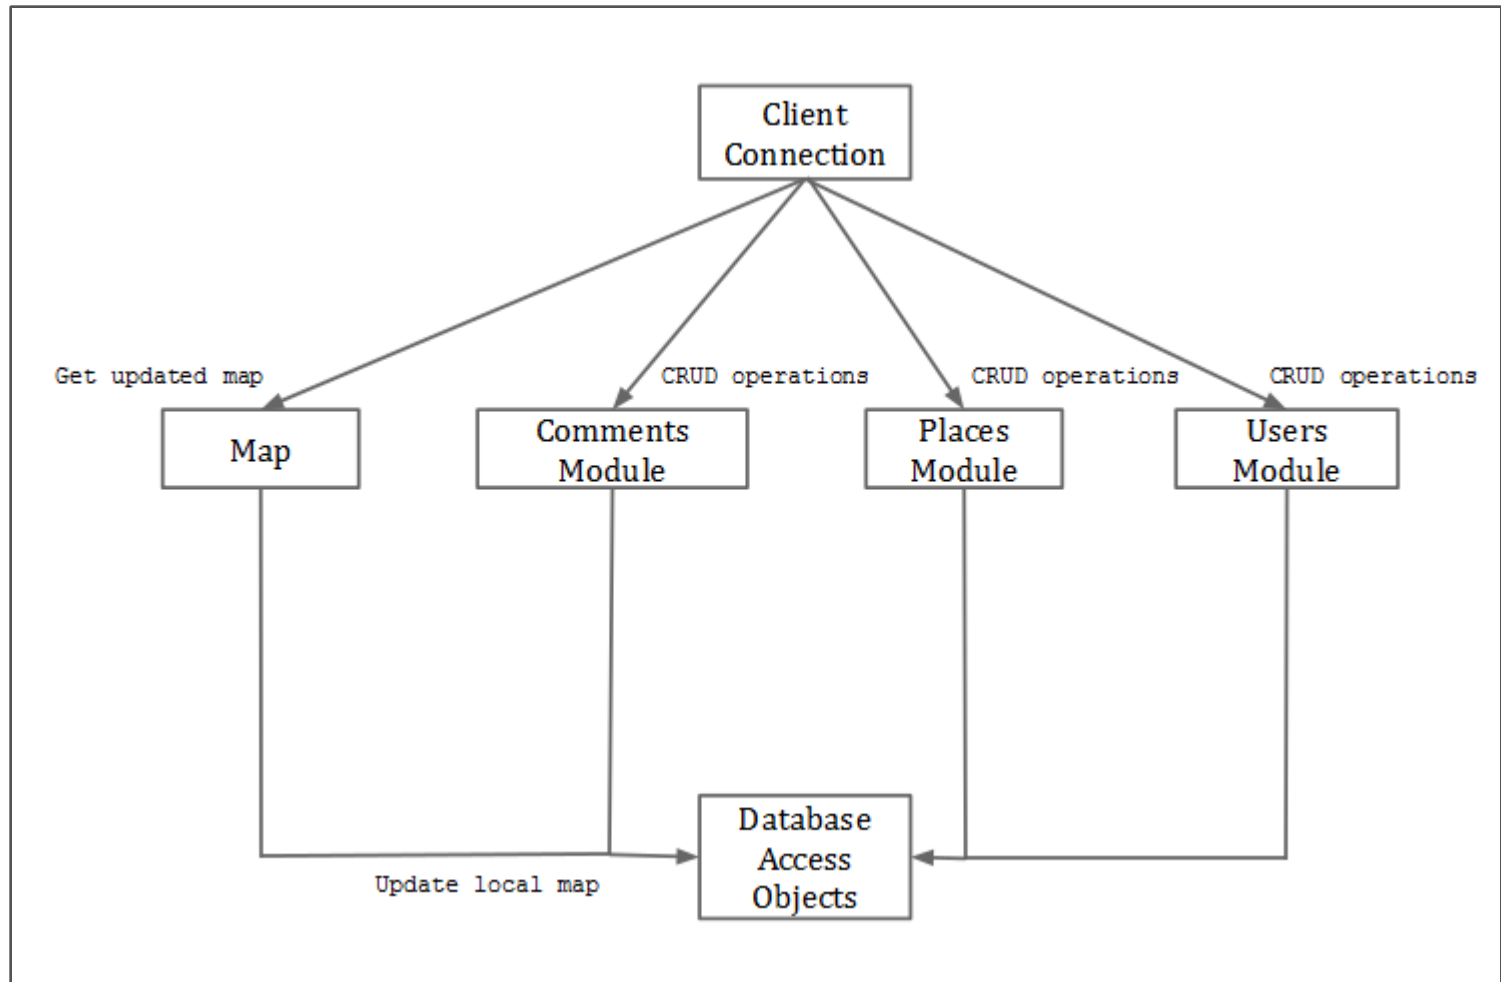 Client
Connection
Get updated map
CRUD operations
CRUD operations
CRUD operations
Map
Comments
Module
Places
Module
Users
Module
Database
Access
Objects
Update local map